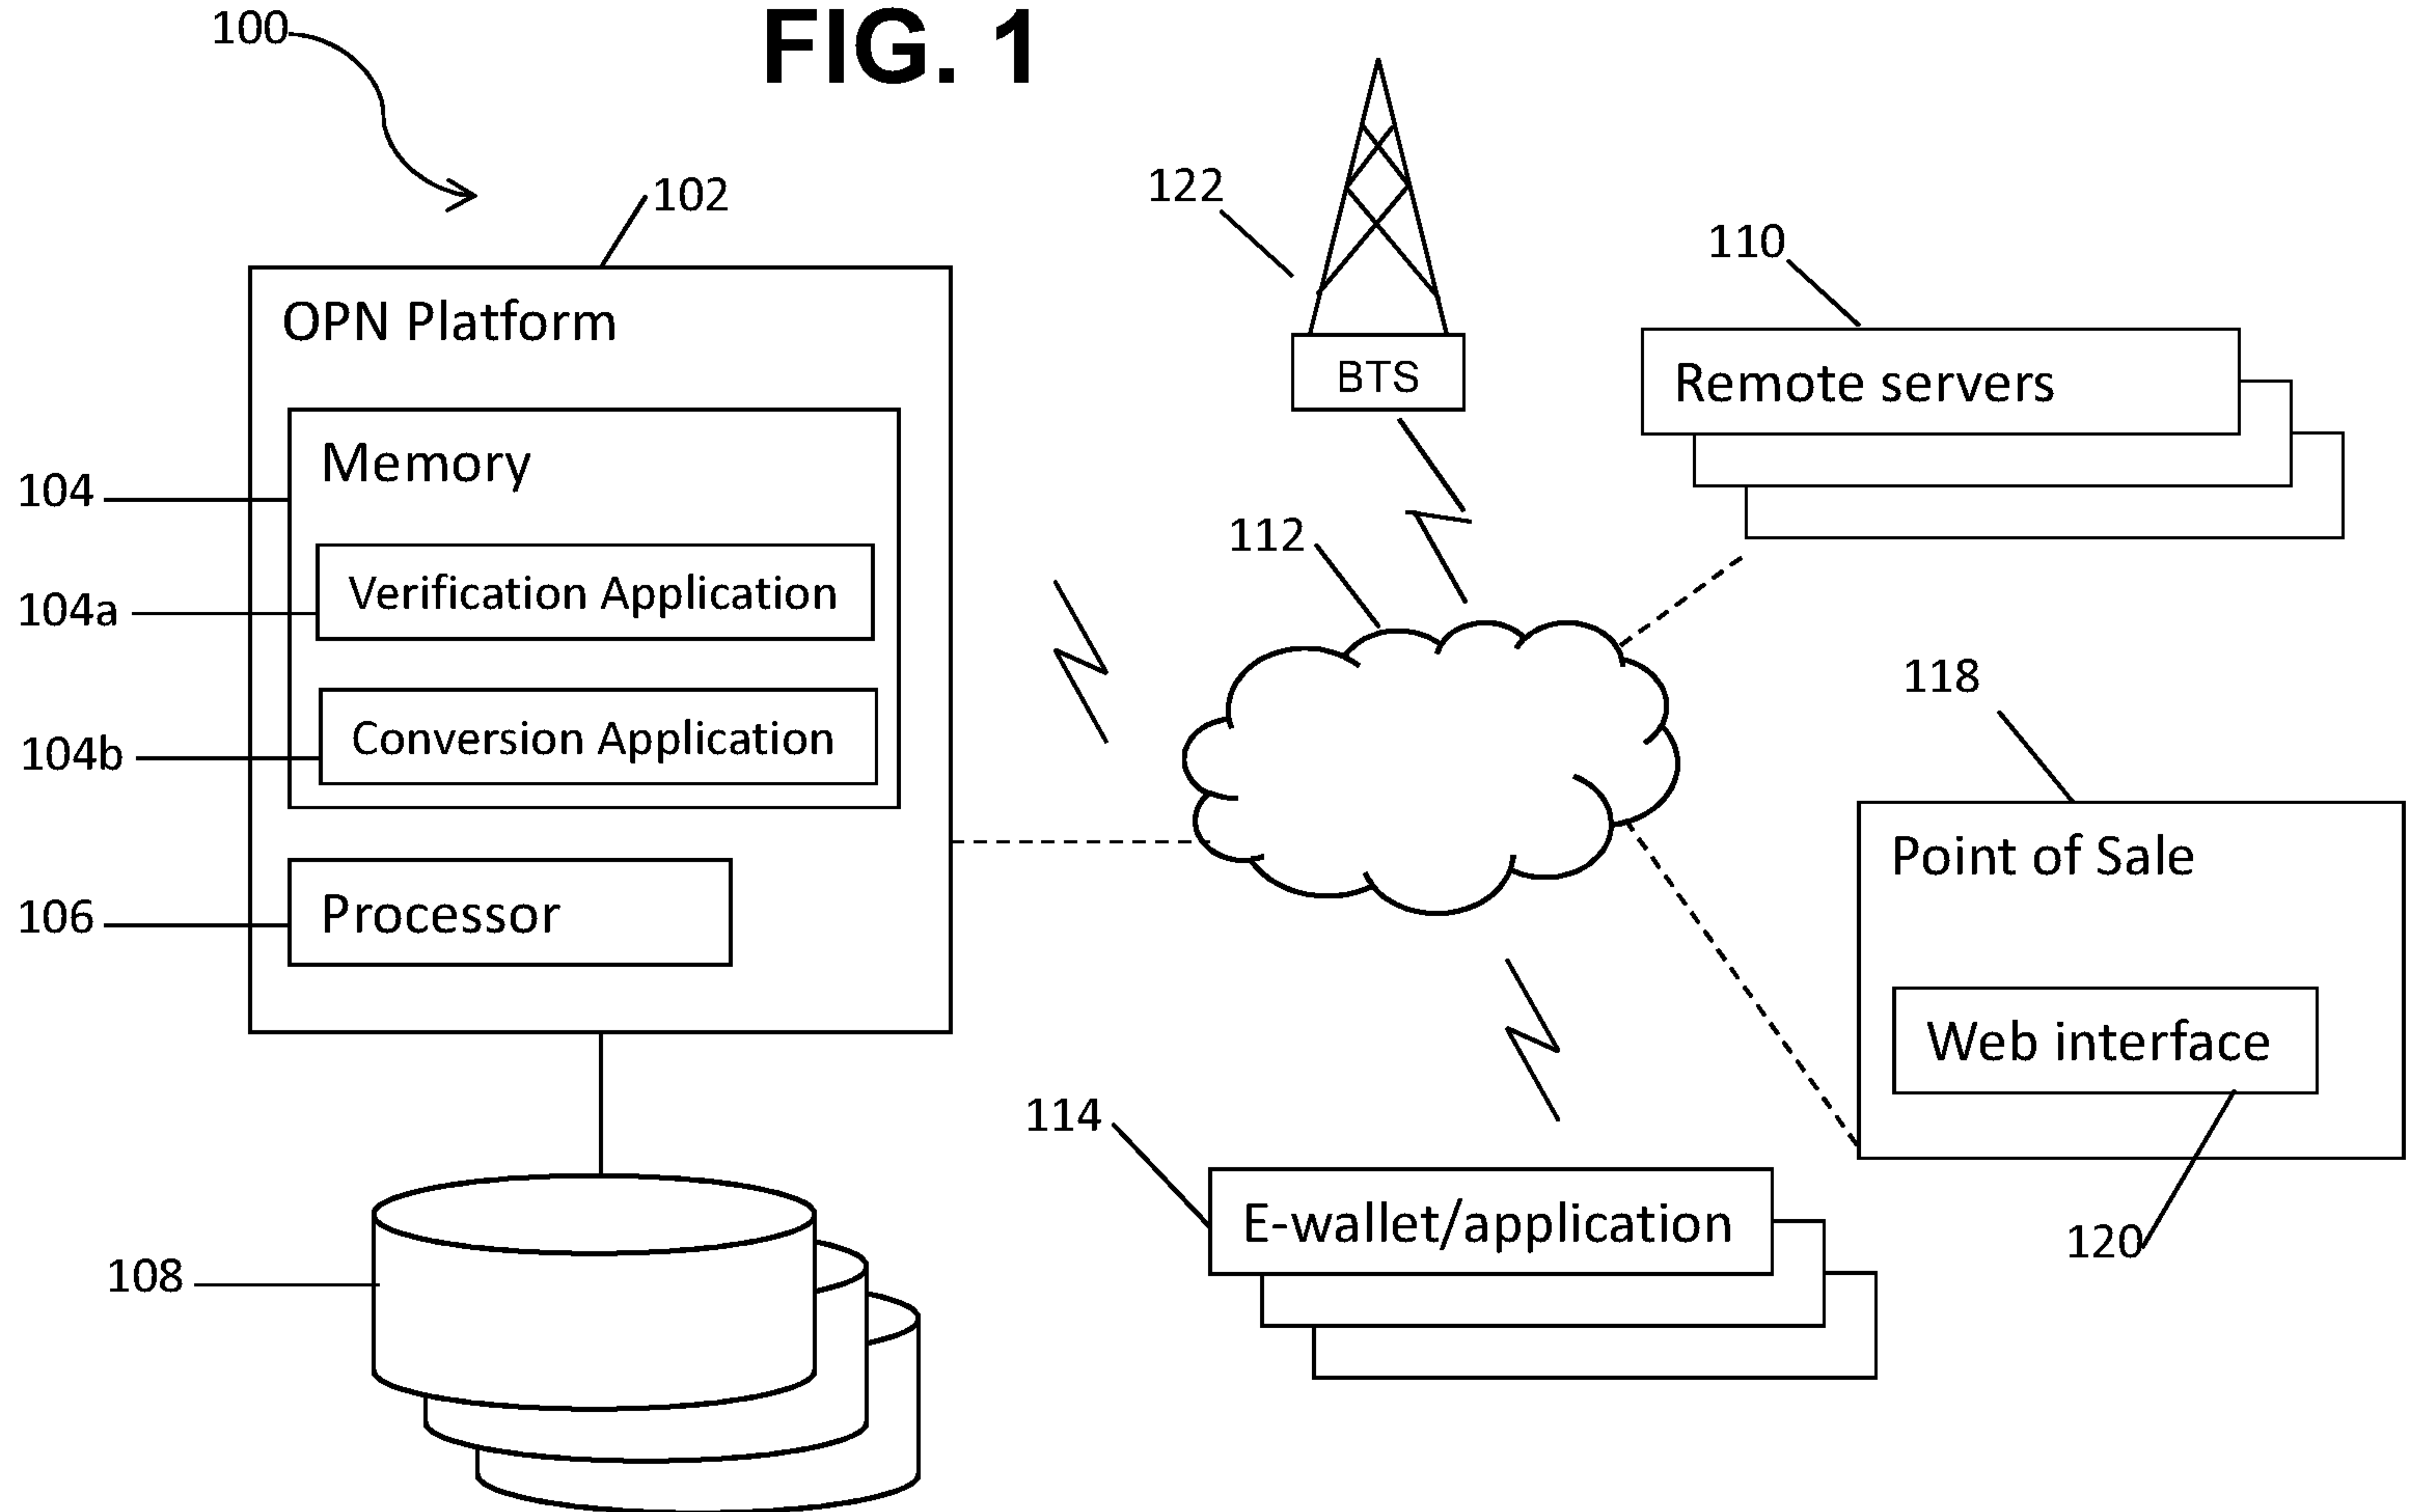 FIG. 1
100
102
OPN Platform
104
Memory
104a
Verification Application
104b
Conversion Application
106
Processor
108
122
BTS
110
Remote servers
112
118
Point of Sale
Web interface
120
114
E-wallet/application